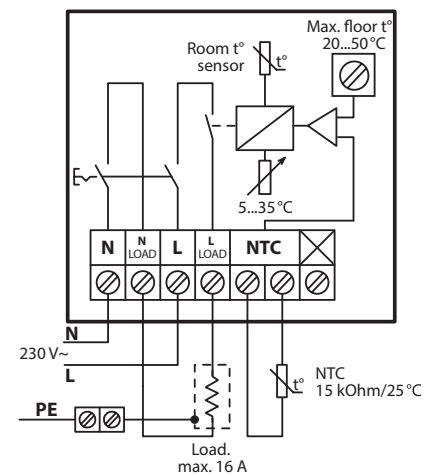 Max. floor t°
20...50 °C
Room t°
sensor
t°
5...35 °C
N
N
LOAD
L
L
LOAD
NTC
N
230 V~
L
t°
NTC
15 kOhm/25 °C
PE
Load.
max. 16 A